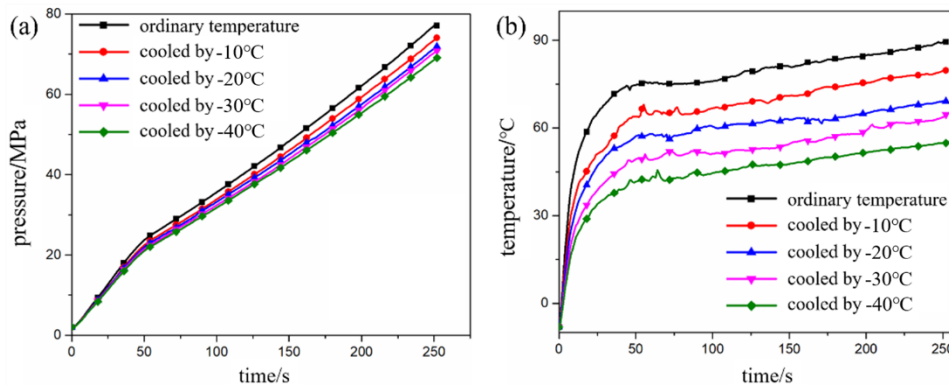 (a)
ordinary temperature
cooled by -10°C
cooled by -20°C
cooled by -30°C
cooled by -40°C
80
60
40
20
0
pressure/MPa
0 50 100 150 200 250
time/s
(b)
90
60
30
0
temperature/°C
ordinary temperature
cooled by -10°C
cooled by -20°C
cooled by -30°C
cooled by -40°C
0 50 100 150 200 250
time/s